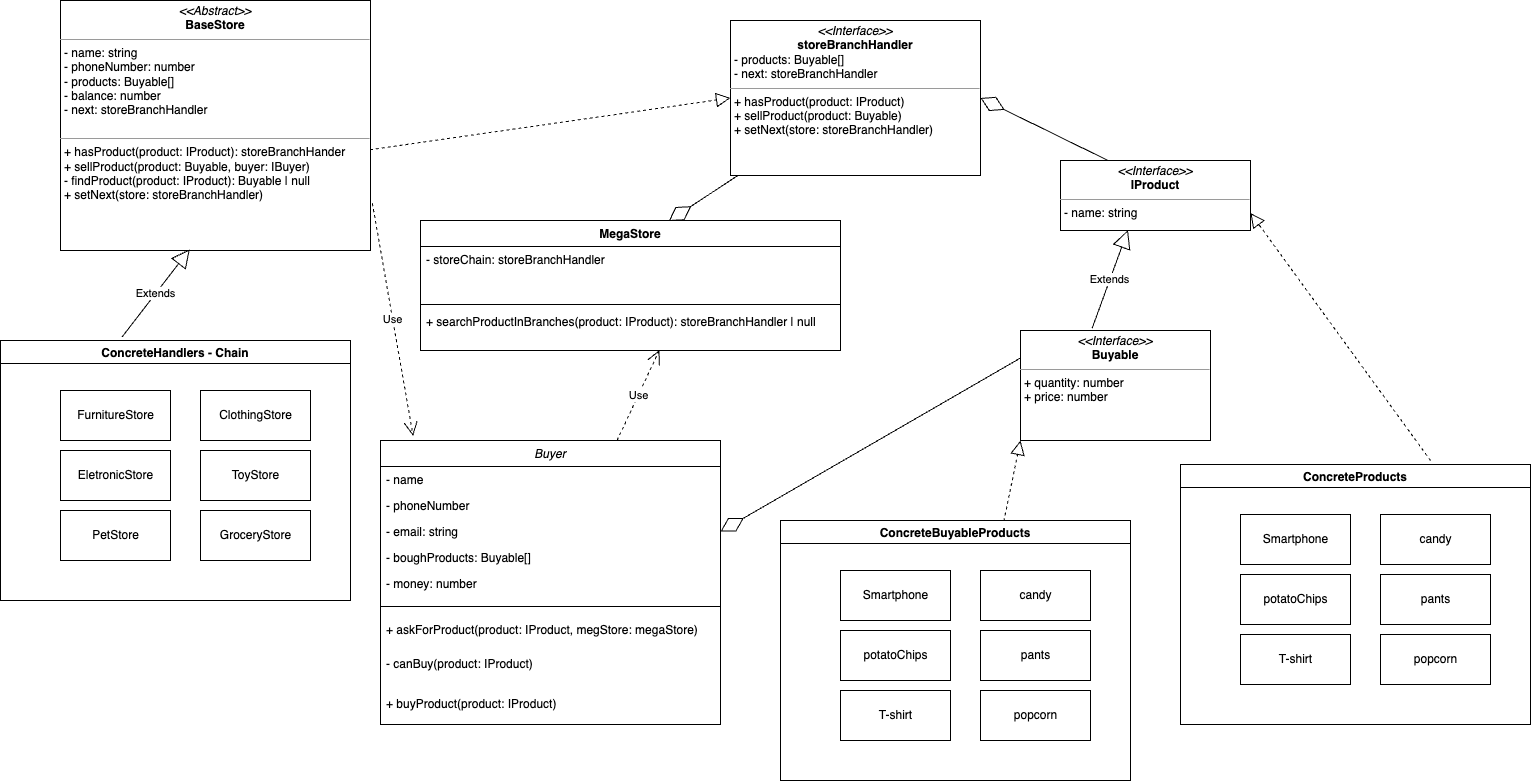 <<Abstract>>
BaseStore
- name: string
- phoneNumber: number
- products: Buyable[]
- balance: number
- next: storeBranchHandler
+ hasProduct(product: IProduct): storeBranchHander
+ sellProduct(product: Buyable, buyer: IBuyer)
- findProduct(product: IProduct): Buyable | null
+ setNext(store: storeBranchHandler)
<<Interface>>
storeBranchHandler
- products: Buyable[]
- next: storeBranchHandler
+ hasProduct(product: IProduct)
+ sellProduct(product: Buyable)
+ setNext(store: storeBranchHandler)
<<Interface>>
IProduct
- name: string
MegaStore
- storeChain: storeBranchHandler
+ searchProductInBranches(product: IProduct): storeBranchHandler | null
Extends
Use
Extends
Use
ConcreteHandlers - Chain
FurnitureStore
ClothingStore
EletronicStore
ToyStore
PetStore
GroceryStore
<<Interface>>
Buyable
+ quantity: number
+ price: number
Buyer
- name
- phoneNumber
- email: string
- boughProducts: Buyable[]
- money: number
+ askForProduct(product: IProduct, megStore: megaStore)
- canBuy(product: IProduct)
+ buyProduct(product: IProduct)
ConcreteBuyableProducts
Smartphone
candy
potatoChips
pants
T-shirt
popcorn
ConcreteProducts
Smartphone
candy
potatoChips
pants
T-shirt
popcorn